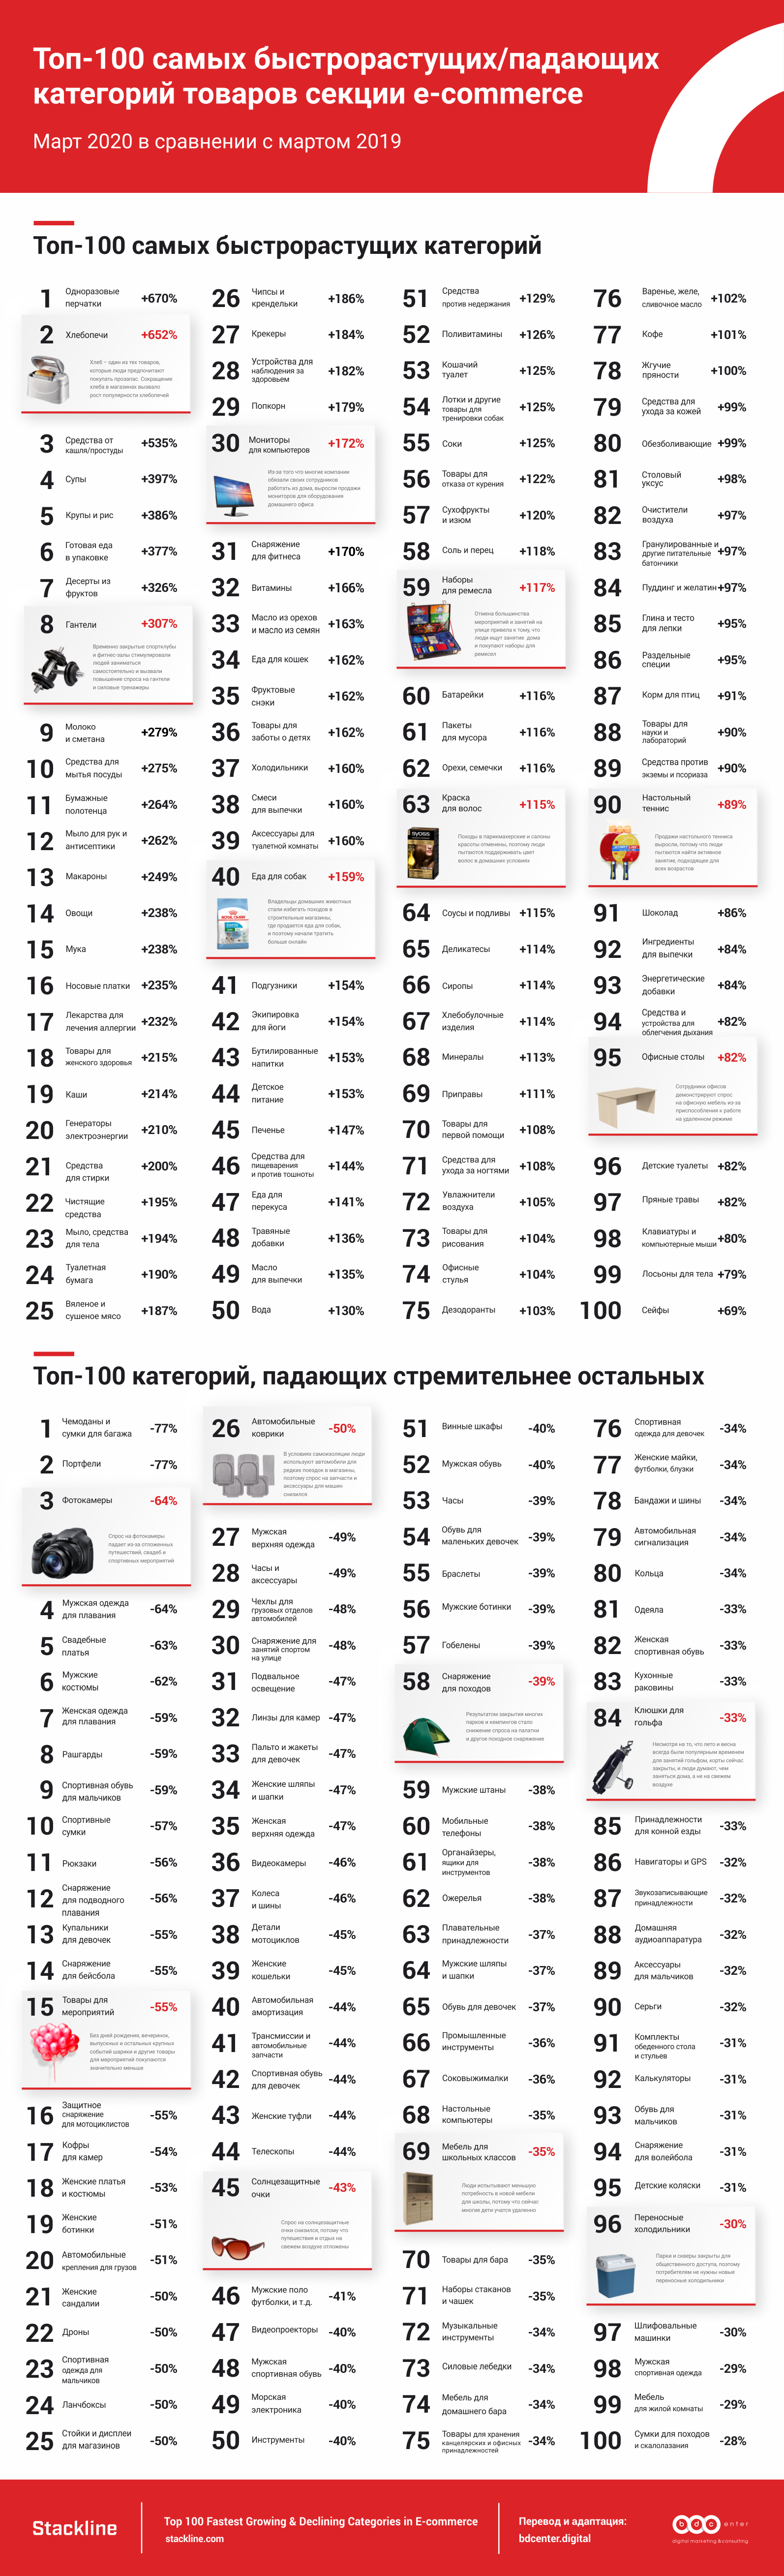 Топ-100 самых быстрорастущих/падающих
категорий товаров секции e-commerce
Март 2020 в сравнении с мартом 2019
Топ-100 самых быстрорастущих категорий
1 Одноразовые
перчатки +670%
2 Хлебопечи +652%
Хлеб – один из тех товаров,
которые люди предпочитают
покупать прозапас. Сокращение
хлеба в магазинах вызвало
рост популярности хлебопечей
3 Средства от
кашля/простуды +535%
4 Супы +397%
5 Крупы и рис +386%
6 Готовая еда
в упаковке +377%
7 Десерты из
фруктов +326%
8 Гантели +307%
Временно закрытые спортклубы
и фитнес-залы стимулировали
людей заниматься
самостоятельно и вызвали
повышение спроса на гантели
и силовые тренажеры
9 Молоко
и сметана +279%
10 Средства для
мытья посуды +275%
11 Бумажные
полотенца +264%
12 Мыло для рук и
антисептики +262%
13 Макароны +249%
14 Овощи +238%
15 Мука +238%
16 Носовые платки +235%
17 Лекарства для
лечения аллергии +232%
18 Товары для
женского здоровья +215%
19 Каши +214%
20 Генераторы
электроэнергии +210%
21 Средства
для стирки +200%
22 Чистящие
средства +195%
23 Мыло, средства
для тела +194%
24 Туалетная
бумага +190%
25 Вяленое и
сушеное мясо +187%
26 Чипсы и
крендельки +186%
27 Крекеры +184%
28 Устройства для
наблюдения за
здоровьем +182%
29 Попкорн +179%
30 Мониторы
для компьютеров +172%
Из-за того что многие компании
обязали своих сотрудников
работать из дома, выросли продажи
мониторов для оборудования
домашнего офиса
31 Снаряжение
для фитнеса +170%
32 Витамины +166%
33 Масло из орехов
и масло из семян +163%
34 Еда для кошек +162%
35 Фруктовые
снэки +162%
36 Товары для
заботы о детях +162%
37 Холодильники +160%
38 Смеси
для выпечки +160%
39 Аксессуары для
туалетной комнаты +160%
40 Еда для собак +159%
Владельцы домашних животных
стали избегать походов в
строительные магазины,
где продается еда для собак,
и поэтому начали тратить
больше онлайн
41 Подгузники +154%
42 Экипировка
для йоги +154%
43 Бутилированные
напитки +153%
44 Детское
питание +153%
45 Печенье +147%
46 Средства для
пищеварения
и против тошноты +144%
47 Еда для
перекуса +141%
48 Травяные
добавки +136%
49 Масло
для выпечки +135%
50 Вода +130%
51 Средства
против недержания +129%
52 Поливитамины +126%
53 Кошачий
туалет +125%
54 Лотки и другие
товары для
тренировки собак +125%
55 Соки +125%
56 Товары для
отказа от курения +122%
57 Сухофрукты
и изюм +120%
58 Соль и перец +118%
59 Наборы
для ремесла +117%
Отмена большинства
мероприятий и занятий на
улице привела к тому, что
люди ищут занятия дома
и покупают наборы для
ремесел
60 Батарейки +116%
61 Пакеты
для мусора +116%
62 Орехи, семечки +116%
63 Краска
для волос +115%
Походы в парикмахерские и салоны
красоты отменены, поэтому люди
пытаются поддерживать цвет
волос в домашних условиях
64 Соусы и подливы +115%
65 Деликатесы +114%
66 Сиропы +114%
67 Хлебобулочные
изделия +114%
68 Минералы +113%
69 Приправы +111%
70 Товары для
первой помощи +108%
71 Средства для
ухода за ногтями +108%
72 Увлажнители
воздуха +105%
73 Товары для
рисования +104%
74 Офисные
стулья +104%
75 Дезодоранты +103%
76 Варенье, желе,
сливочное масло +102%
77 Кофе +101%
78 Жгучие
пряности +100%
79 Средства для
ухода за кожей +99%
80 Обезболивающие +99%
81 Столовый
уксус +98%
82 Очистители
воздуха +97%
83 Гранулированные и
другие питательные
батончики +97%
84 Пуддинг и желатин +97%
85 Глина и тесто
для лепки +95%
86 Раздельные
специи +95%
87 Корм для птиц +91%
88 Товары для
науки и
лабораторий +90%
89 Средства против
экземы и псориаза +90%
90 Настольный
теннис +89%
Продажи настольного тенниса
выросли, потому что люди
пытаются найти активное
занятие, подходящее для
всех возрастов
91 Шоколад +86%
92 Ингредиенты
для выпечки +84%
93 Энергетические
добавки +84%
94 Средства и
устройства для
облегчения дыхания +82%
95 Офисные столы +82%
Сотрудники офисов
демонстрируют спрос
на офисную мебель из-за
приспособления к работе
на удаленном режиме
96 Детские туалеты +82%
97 Пряные травы +82%
98 Клавиатуры и
компьютерные мыши +80%
99 Лосьоны для тела +79%
100 Сейфы +69%
Топ-100 категорий, падающих стремительнее остальных
1 Чемоданы и
сумки для багажа -77%
2 Портфели -77%
3 Фотокамеры -64%
Спрос на фотокамеры
падает из-за отложенных
путешествий, свадеб и
спортивных мероприятий
4 Мужская одежда
для плавания -64%
5 Свадебные
платья -63%
6 Мужские
костюмы -62%
7 Женская одежда
для плавания -59%
8 Рашгарды -59%
9 Спортивная обувь
для мальчиков -59%
10 Спортивные
сумки -57%
11 Рюкзаки -56%
12 Снаряжение
для подводного
плавания -56%
13 Купальники
для девочек -55%
14 Снаряжение
для бейсбола -55%
15 Товары для
мероприятий -55%
Без дней рождения, вечеринок,
выпускных и остальных крупных
событий шарики и другие товары
для мероприятий покупаются
значительно меньше
16 Защитное
снаряжение
для мотоциклистов -55%
17 Кофры
для камер -54%
18 Женские платья
и костюмы -53%
19 Женские
ботинки -51%
20 Автомобильные
крепления для грузов -51%
21 Женские
сандалии -50%
22 Дроны -50%
23 Спортивная
одежда для
мальчиков -50%
24 Ланчбоксы -50%
25 Стойки и дисплеи
для магазинов -50%
26 Автомобильные
коврики -50%
В условиях самоизоляции люди
используют автомобили для
редких поездок в магазины,
поэтому спрос на запчасти и
аксессуары для машин
снизился
27 Мужская
верхняя одежда -49%
28 Часы и
аксессуары -49%
29 Чехлы для
грузовых отделов
автомобилей -48%
30 Снаряжение для
занятий спортом
на улице -48%
31 Подвальное
освещение -47%
32 Линзы для камер -47%
33 Пальто и жакеты
для девочек -47%
34 Женские шляпы
и шапки -47%
35 Женская
верхняя одежда -47%
36 Видеокамеры -46%
37 Колеса
и шины -46%
38 Детали
мотоциклов -45%
39 Женские
кошельки -45%
40 Автомобильная
амортизация -44%
41 Трансмиссии и
автомобильные
запчасти -44%
42 Спортивная обувь
для девочек -44%
43 Женские туфли -44%
44 Телескопы -44%
45 Солнцезащитные
очки -43%
Спрос на солнцезащитные
очки снизился, потому что
путешествия и отдых на
свежем воздухе отложены
46 Мужские поло
футболки, и т.д. -41%
47 Видеопроекторы -40%
48 Мужская
спортивная обувь -40%
49 Морская
электроника -40%
50 Инструменты -40%
51 Винные шкафы -40%
52 Мужская обувь -40%
53 Часы -39%
54 Обувь для
маленьких девочек -39%
55 Браслеты -39%
56 Мужские ботинки -39%
57 Гобелены -39%
58 Снаряжение
для походов -39%
Результатом закрытия многих
парков и кемпингов стало
снижение спроса на палатки
и другое походное снаряжение
59 Мужские штаны -38%
60 Мобильные
телефоны -38%
61 Органайзеры,
ящики для
инструментов -38%
62 Ожерелья -38%
63 Плавательные
принадлежности -37%
64 Мужские шляпы
и шапки -37%
65 Обувь для девочек -37%
66 Промышленные
инструменты -36%
67 Соковыжималки -36%
68 Настольные
компьютеры -35%
69 Мебель для
школьных классов -35%
Люди испытывают меньшую
потребность в новой мебели
для школы, потому что сейчас
многие дети учатся удаленно
70 Товары для бара -35%
71 Наборы стаканов
и чашек -35%
72 Музыкальные
инструменты -34%
73 Силовые лебедки -34%
74 Мебель для
домашнего бара -34%
75 Товары для хранения
канцелярских и офисных
принадлежностей -34%
76 Спортивная
одежда для девочек -34%
77 Женские майки,
футболки, блузки -34%
78 Бандажи и шины -34%
79 Автомобильная
сигнализация -34%
80 Кольца -34%
81 Одеяла -33%
82 Женская
спортивная обувь -33%
83 Кухонные
раковины -33%
84 Клюшки для
гольфа -33%
Несмотря на то, что лето и весна
всегда были популярным временем
для занятий гольфом, корты сейчас
закрыты, и люди думают, чем
заняться дома, а не на свежем
воздухе
85 Принадлежности
для конной езды -33%
86 Навигаторы и GPS -32%
87 Звукозаписывающие
принадлежности -32%
88 Домашняя
аудиоаппаратура -32%
89 Аксессуары
для мальчиков -32%
90 Серьги -32%
91 Комплекты
обеденного стола
и стульев -31%
92 Калькуляторы -31%
93 Обувь для
мальчиков -31%
94 Снаряжение
для волейбола -31%
95 Детские коляски -31%
96 Переносные
холодильники -30%
Парки и скверы закрыты для
общественного доступа, поэтому
потребителям не нужны новые
переносные холодильники
97 Шлифовальные
машинки -30%
98 Мужская
спортивная одежда -29%
99 Мебель
для жилой комнаты -29%
100 Сумки для походов
и скалолазания -28%
Stackline
Top 100 Fastest Growing & Declining Categories in E-commerce
stackline.com
Перевод и адаптация:
bdcenter.digital
bdcenter
digital marketing & consulting